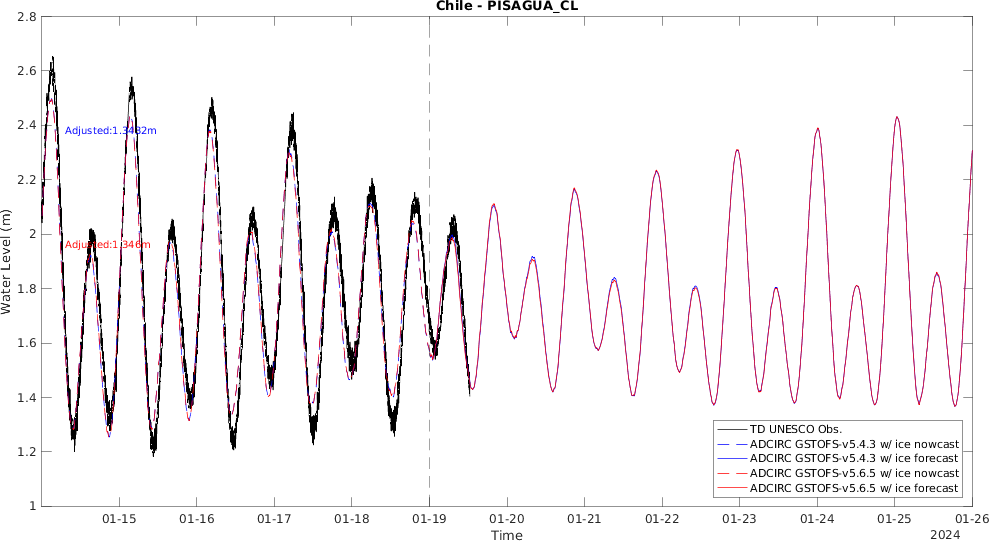 Chile - PISAGUA_CL
2.8
2.6
2.4
2.2
2
1.8
1.6
1.4
1.2
1
Water Level (m)
Adjusted:1.3432m
Adjusted:1.346m
TD UNESCO Obs.
ADCIRC GSTOFS-v5.4.3 w/ ice nowcast
ADCIRC GSTOFS-v5.4.3 w/ ice forecast
ADCIRC GSTOFS-v5.6.5 w/ ice nowcast
ADCIRC GSTOFS-v5.6.5 w/ ice forecast
01-15 01-16 01-17 01-18 01-19 01-20 01-21 01-22 01-23 01-24 01-25 01-26
Time
2024